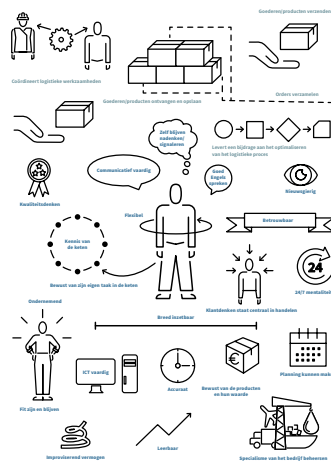 Goederen/producten verzenden
Coördineert logistieke werkzaamheden
Goederen/producten ontvangen en opslaan
Orders verzamelen
Zelf blijven
nadenken/
signaleren
Levert een bijdrage aan het optimaliseren
van het logistieke proces
Communicatief vaardig
Goed
Engels
spreken
Kwaliteitsdenken
Nieuwsgierig
Flexibel
Betrouwbaar
Kennis van
de keten
24
Bewust van zijn eigen taak in de keten
24/7 mentaliteit
Klantdenken staat centraal in handelen
Ondernemend
Breed inzetbaar
ICT vaardig
Planning kunnen mak
Accuraat
Bewust van de producten
en hun waarde
Fit zijn en blijven
Improviserend vermogen
Leerbaar
Specialisme van het bedrijf beheersen